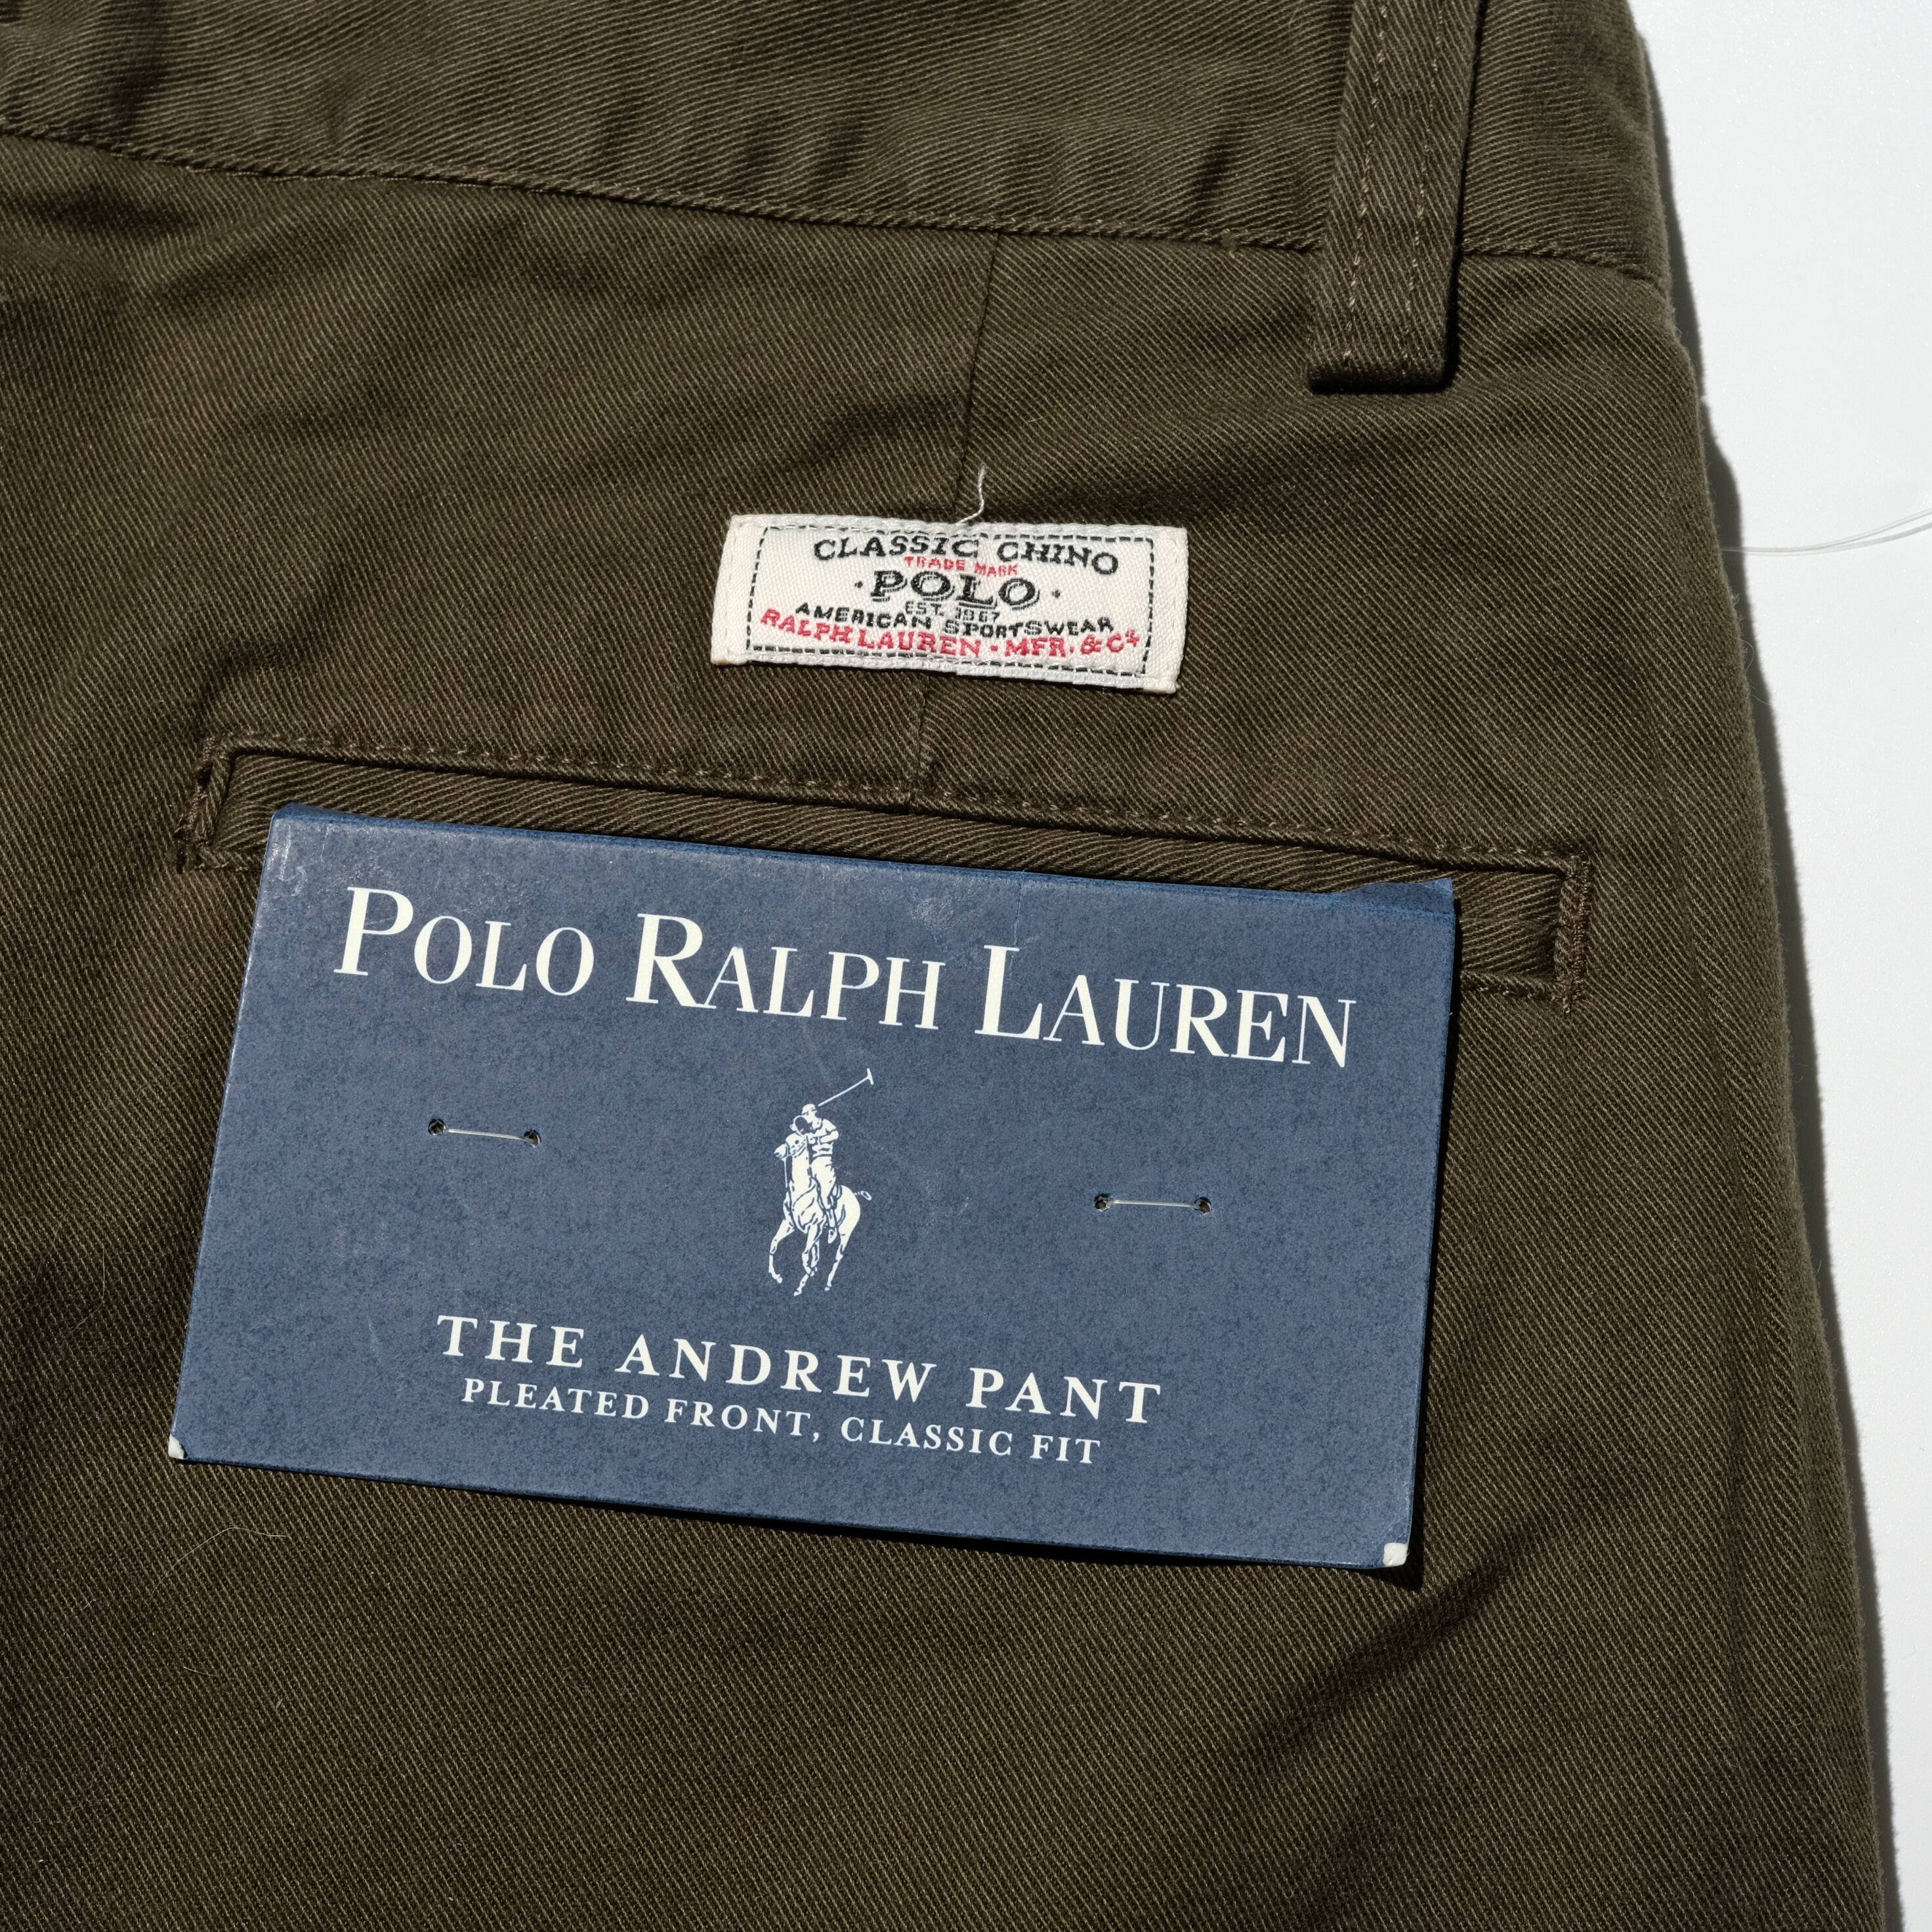 CLASSIC CHINO
TRADE MARK
· POLO ·
EST. 1967
AMERICAN SPORTSWEAR
RALPH LAUREN · MFR. & Co
POLO RALPH LAUREN
THE ANDREW PANT
PLEATED FRONT, CLASSIC FIT